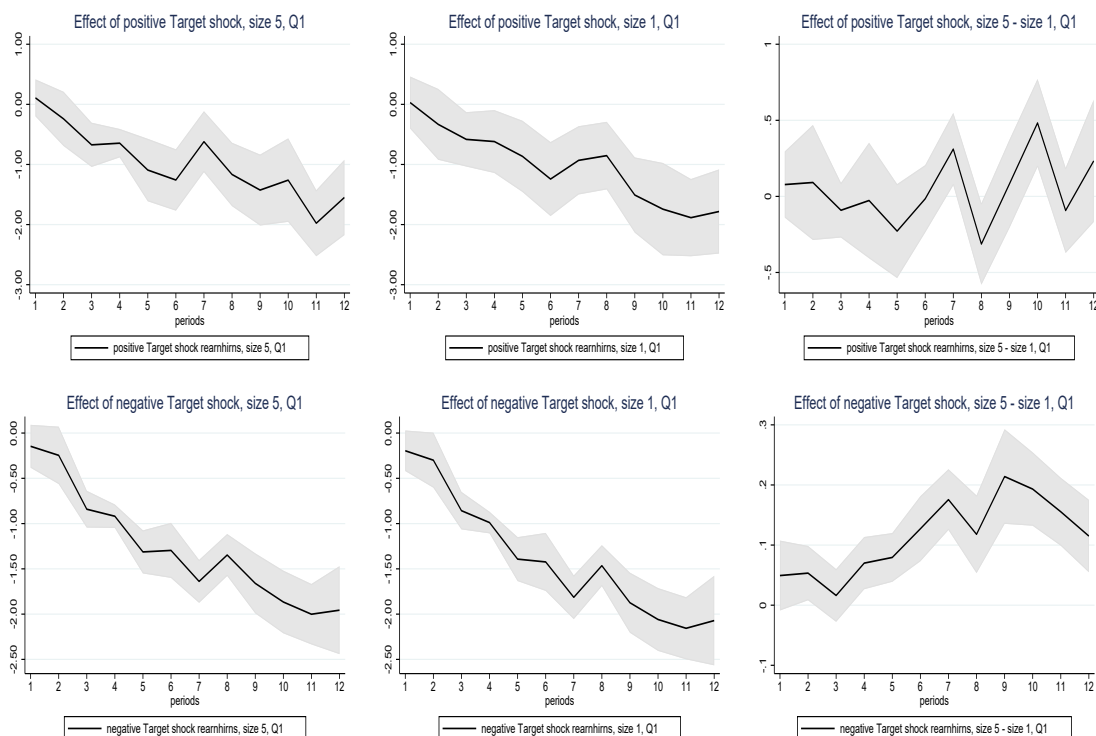 Effect of positive Target shock, size 5, Q1
1.00
0.00
-1.00
-2.00
-3.00
1 2 3 4 5 6 7 8 9 10 11 12
periods
positive Target shock rearnhirns, size 5, Q1
Effect of positive Target shock, size 1, Q1
1.00
0.00
-1.00
-2.00
-3.00
1 2 3 4 5 6 7 8 9 10 11 12
periods
positive Target shock rearnhirns, size 1, Q1
Effect of positive Target shock, size 5 - size 1, Q1
1
.5
0
-.5
1 2 3 4 5 6 7 8 9 10 11 12
periods
positive Target shock rearnhirns, size 5 - size 1, Q1
Effect of negative Target shock, size 5, Q1
0.00
-0.50
-1.00
-1.50
-2.00
-2.50
1 2 3 4 5 6 7 8 9 10 11 12
periods
negative Target shock rearnhirns, size 5, Q1
Effect of negative Target shock, size 1, Q1
0.00
-0.50
-1.00
-1.50
-2.00
-2.50
1 2 3 4 5 6 7 8 9 10 11 12
periods
negative Target shock rearnhirns, size 1, Q1
Effect of negative Target shock, size 5 - size 1, Q1
.3
.2
.1
0
-.1
1 2 3 4 5 6 7 8 9 10 11 12
periods
negative Target shock rearnhirns, size 5 - size 1, Q1